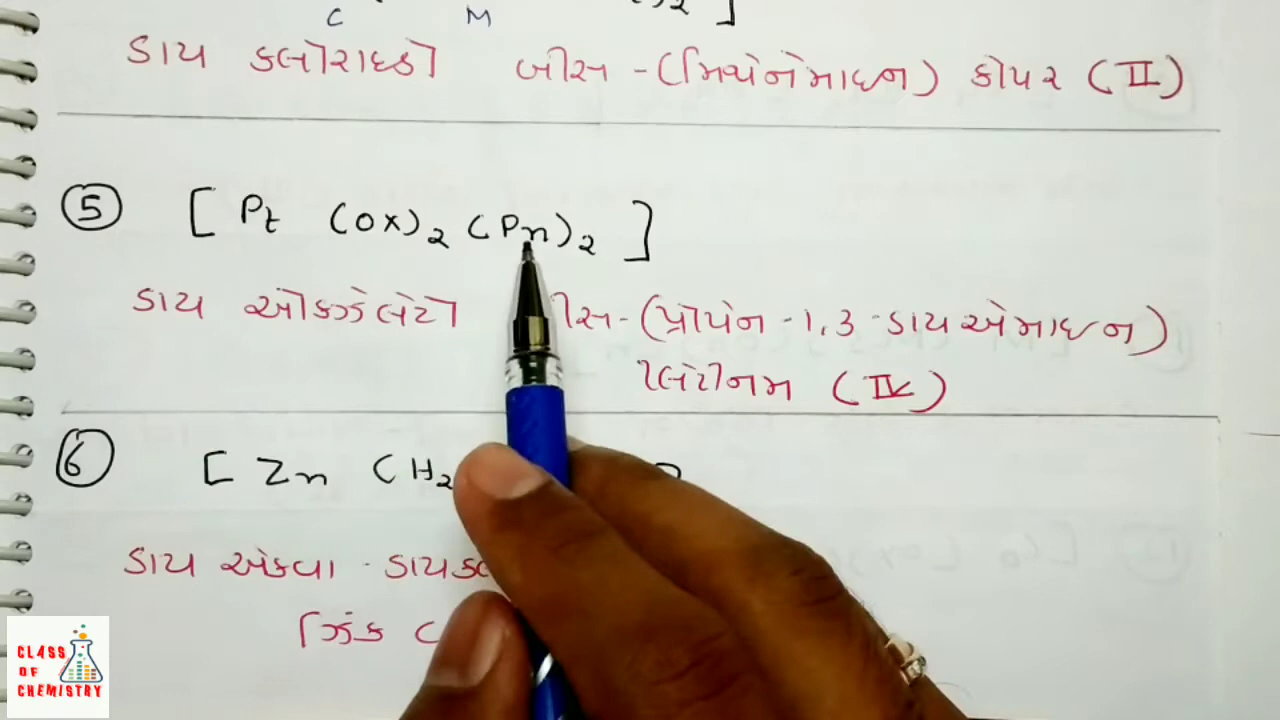 C M
ડાય ક્લોરાઇડો બીસ - (મિથેનેમાઇન) કોપર (II)
5 [ Pt (ox)2 (Pn)2 ]
ડાય ઓક્ઝેલેટો - (પ્રોપેન - 1,3 - ડાયએમાઇન)
પ્લેટીનમ (IV)
6 [ Zn (H2
ડાય એક્વા - ડાય
ઝિંક (
CLASS
OF
CHEMISTRY